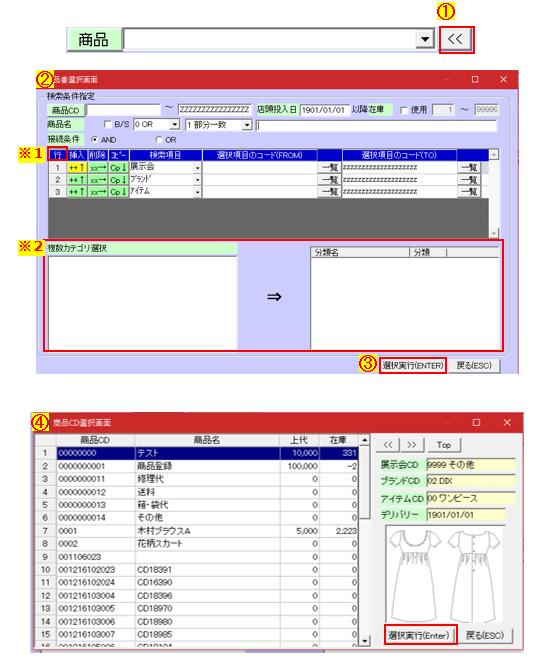 ①
商品 <<
②品番選択画面
検索条件指定
商品CD ～ ZZZZZZZZZZZZZZZZ 店頭投入日 1901/01/01 以降在庫 使用 1 ～ 99999
商品名 B/S 0 OR 1 部分一致
接続条件 AND OR
※1 行 挿入 削除 コピー 検索項目 選択項目のコード(FROM) 選択項目のコード(TO)
1 ++↑ xx→ Cp↓ 展示会 一覧 zzzzzzzzzzzzzzzzzzzz 一覧
2 ++↑ xx→ Cp↓ ブランド 一覧 zzzzzzzzzzzzzzzzzzzz 一覧
3 ++↑ xx→ Cp↓ アイテム 一覧 zzzzzzzzzzzzzzzzzzzz 一覧
※2 複数カテゴリ選択
分類名 分類
⇒
③ 選択実行(ENTER) 戻る(ESC)
④ 商品CD選択画面
商品CD 商品名 上代 在庫
1 00000000 テスト 10,000 331
2 0000000001 商品登録 100,000 -2
3 0000000011 修理代 0 0
4 0000000012 送料 0 0
5 0000000013 箱・袋代 0 0
6 0000000014 その他 0 0
7 0001 木村ブラウスA 5,000 2,223
8 0002 花柄スカート 0 0
9 001106023 0 0
10 001216102023 CD18391 0 0
11 001216102024 CD16390 0 0
12 001216103004 CD18396 0 0
13 001216103005 CD18970 0 0
14 001216103006 CD18980 0 0
15 001216103007 CD18985 0 0
<< >> Top
展示会CD 9999 その他
ブランドCD 02 DIX
アイテムCD 00 ワンピース
デリバリー 1901/01/01
選択実行(Enter) 戻る(ESC)